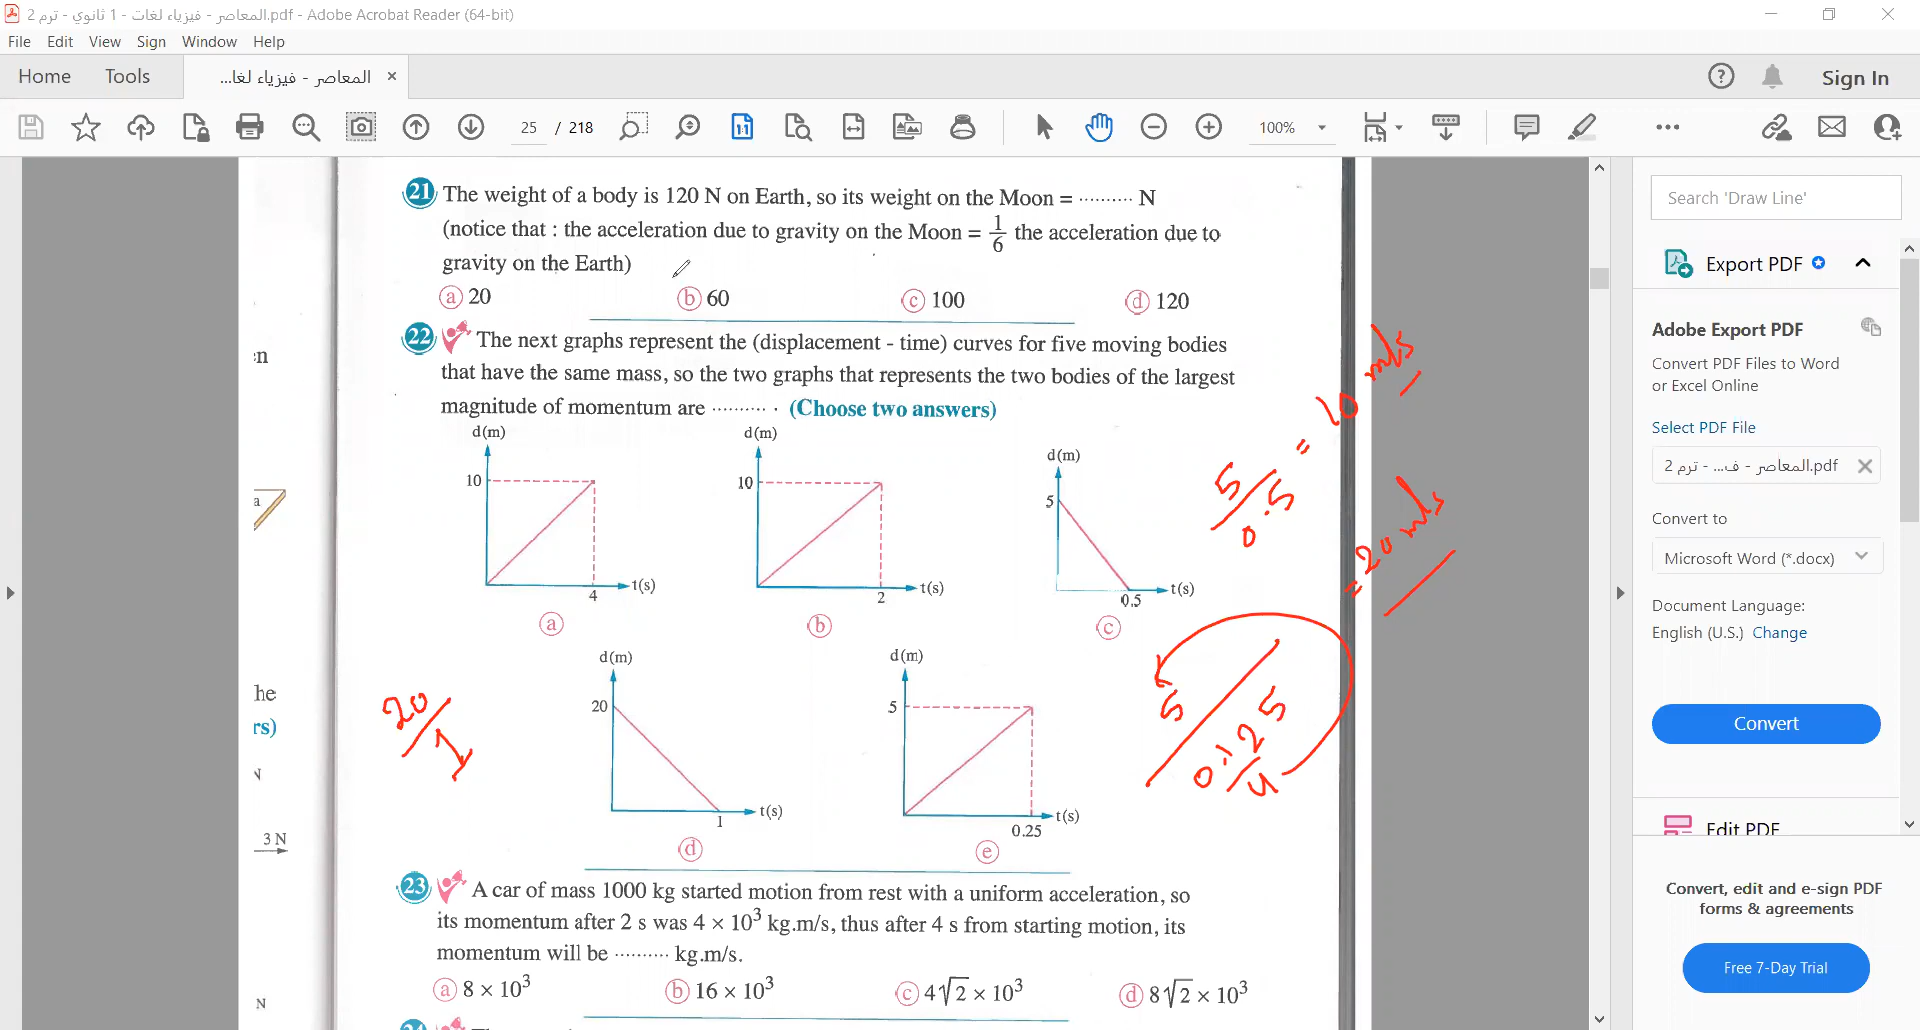 المعاصر - فيزياء لغات - 1 ثانوي - ترم 2.pdf - Adobe Acrobat Reader (64-bit)
File Edit View Sign Window Help
Home Tools المعاصر - فيزياء لغا... × Sign In
25 / 218 100%
21 The weight of a body is 120 N on Earth, so its weight on the Moon = ·········· N
(notice that : the acceleration due to gravity on the Moon = 1/6 the acceleration due to
gravity on the Earth)
a 20 b 60 c 100 d 120
22 The next graphs represent the (displacement - time) curves for five moving bodies
that have the same mass, so the two graphs that represents the two bodies of the largest
magnitude of momentum are ·········· . (Choose two answers)
d(m) 10 4 t(s)
a
d(m) 10 2 t(s)
b
d(m) 5 0.5 t(s)
c
5/0.5 = 10 m/s
d(m) 20 1 t(s)
d
20/1
d(m) 5 0.25 t(s)
e
5/0.25 = 20 m/s
1/4
23 A car of mass 1000 kg started motion from rest with a uniform acceleration, so
its momentum after 2 s was 4 × 10³ kg.m/s, thus after 4 s from starting motion, its
momentum will be ·········· kg.m/s.
a 8 × 10³ b 16 × 10³ c 4√2 × 10³ d 8√2 × 10³
24
:n
a
he
rs)
N
3 N
N
Search 'Draw Line'
Export PDF
Adobe Export PDF
Convert PDF Files to Word
or Excel Online
Select PDF File
المعاصر - ف... - ترم 2.pdf
Convert to
Microsoft Word (*.docx)
Document Language:
English (U.S.) Change
Convert
Edit PDF
Convert, edit and e-sign PDF
forms & agreements
Free 7-Day Trial